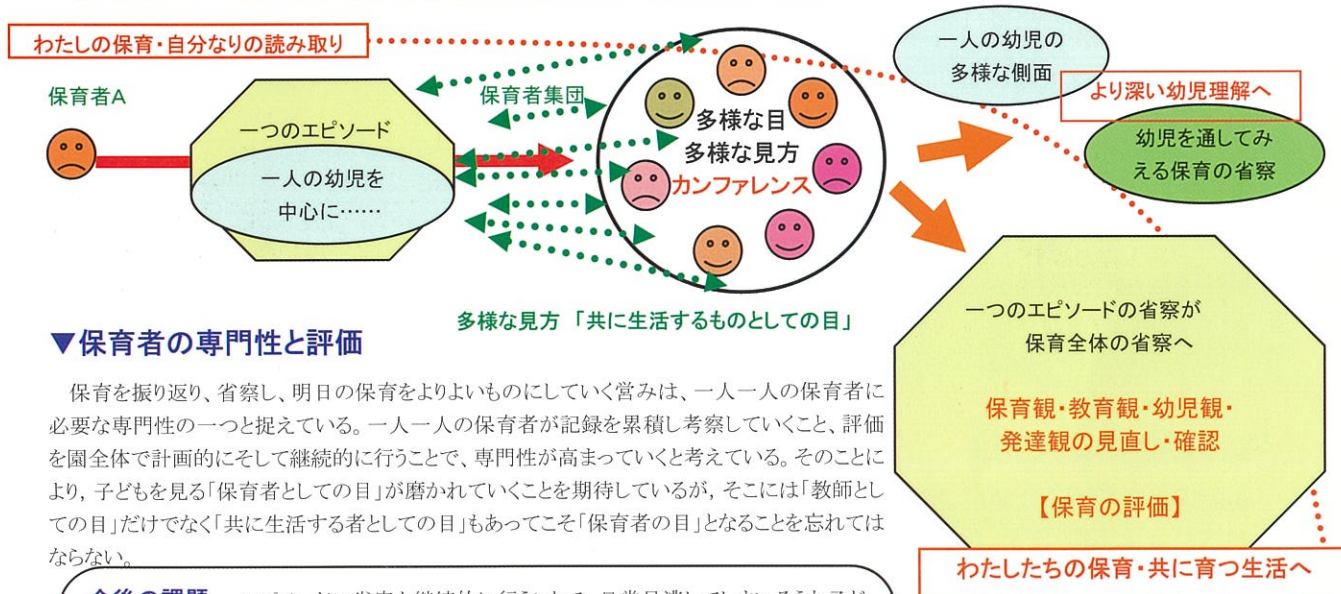 わたしの保育・自分なりの読み取り
保育者A
一つのエピソード
一人の幼児を
中心に……
保育者集団
多様な目
多様な見方
カンファレンス
一人の幼児の
多様な側面
より深い幼児理解へ
幼児を通してみ
える保育の省察
多様な見方 「共に生活するものとしての目」
一つのエピソードの省察が
保育全体の省察へ
保育観・教育観・幼児観・
発達観の見直し・確認
【保育の評価】
わたしたちの保育・共に育つ生活へ
▼保育者の専門性と評価
保育を振り返り、省察し、明日の保育をよりよいものにしていく営みは、一人一人の保育者に
必要な専門性の一つと捉えている。一人一人の保育者が記録を累積し考察していくこと、評価
を園全体で計画的にそして継続的に行うことで、専門性が高まっていくと考えている。そのことに
より，子どもを見る「保育者としての目」が磨かれていくことを期待しているが，そこには「教師とし
ての目」だけでなく「共に生活する者としての目」もあってこそ「保育者の目」となることを忘れては
ならない。